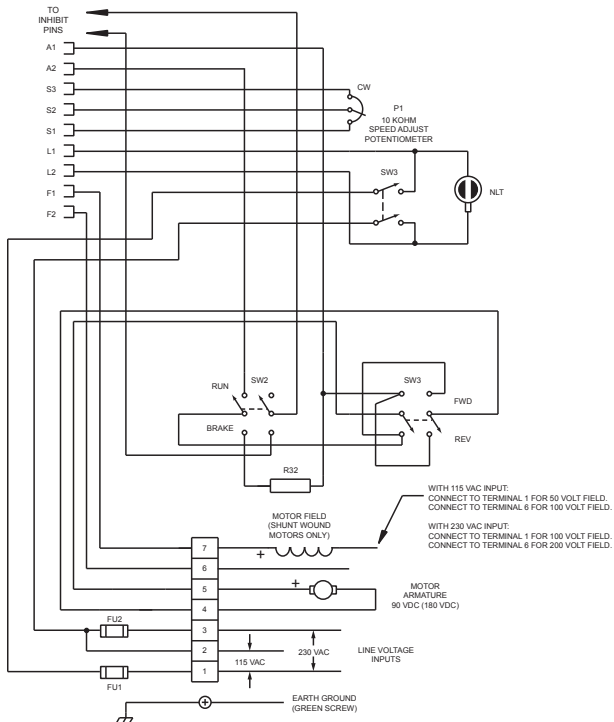 TO
INHIBIT
PINS
A1
A2
S3
S2
S1
L1
L2
F1
F2
CW
P1
10 KOHM
SPEED ADJUST
POTENTIOMETER
SW3
NLT
RUN
SW2
BRAKE
SW3
FWD
REV
R32
WITH 115 VAC INPUT:
CONNECT TO TERMINAL 1 FOR 50 VOLT FIELD.
CONNECT TO TERMINAL 6 FOR 100 VOLT FIELD.
WITH 230 VAC INPUT:
CONNECT TO TERMINAL 1 FOR 100 VOLT FIELD.
CONNECT TO TERMINAL 6 FOR 200 VOLT FIELD.
MOTOR FIELD
(SHUNT WOUND
MOTORS ONLY)
+
7
6
5
4
3
2
1
+
MOTOR
ARMATURE
90 VDC (180 VDC)
FU2
FU1
115 VAC
230 VAC
LINE VOLTAGE
INPUTS
EARTH GROUND
(GREEN SCREW)